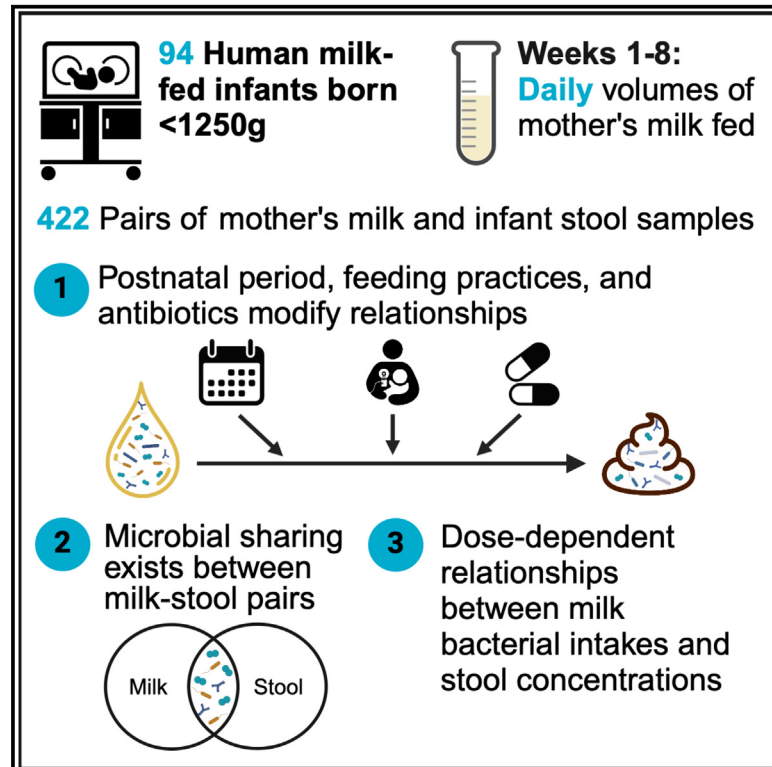 94 Human milk-
fed infants born
<1250g
Weeks 1-8:
Daily volumes of
mother's milk fed
422 Pairs of mother's milk and infant stool samples
1 Postnatal period, feeding practices, and
antibiotics modify relationships
2 Microbial sharing
exists between
milk-stool pairs
Milk
Stool
3 Dose-dependent
relationships
between milk
bacterial intakes and
stool concentrations